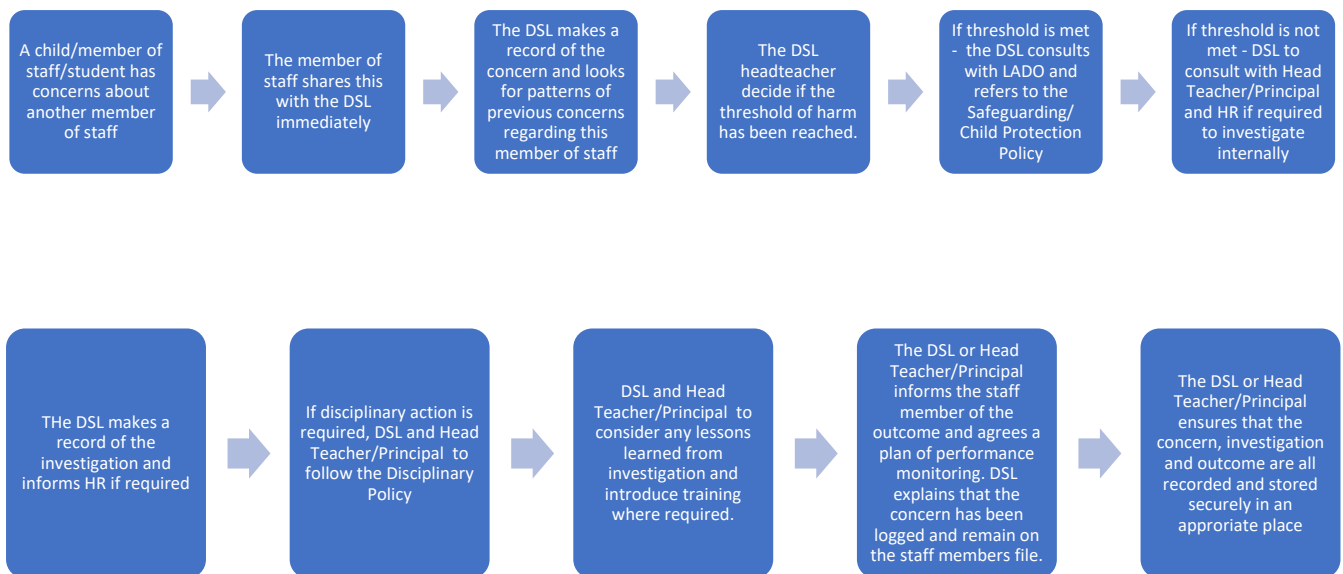 A child/member of
staff/student has
concerns about
another member
of staff
The member of
staff shares this
with the DSL
immediately
The DSL makes a
record of the
concern and looks
for patterns of
previous concerns
regarding this
member of staff
The DSL
headteacher
decide if the
threshold of harm
has been reached.
If threshold is met
- the DSL consults
with LADO and
refers to the
Safeguarding/
Child Protection
Policy
If threshold is not
met - DSL to
consult with Head
Teacher/Principal
and HR if required
to investigate
internally
THe DSL makes a
record of the
investigation and
informs HR if required
If disciplinary action is
required, DSL and Head
Teacher/Principal to
follow the Disciplinary
Policy
DSL and Head
Teacher/Principal to
consider any lessons
learned from
investigation and
introduce training
where required.
The DSL or Head
Teacher/Principal
informs the staff
member of the
outcome and agrees a
plan of performance
monitoring. DSL
explains that the
concern has been
logged and remain on
the staff members file.
The DSL or Head
Teacher/Principal
ensures that the
concern, investigation
and outcome are all
recorded and stored
securely in an
approriate place